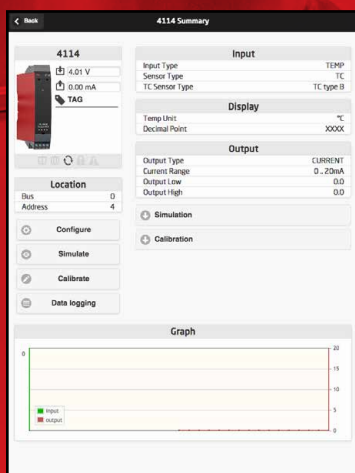 Back
4114 Summary
4114
4.01 V
0.00 mA
TAG
Location
Bus 0
Address 4
Configure
Simulate
Calibrate
Data logging
Input
Input Type TEMP
Sensor Type TC
TC Sensor Type TC type B
Display
Temp Unit °C
Decimal Point XXXX
Output
Output Type CURRENT
Current Range 0..20mA
Output Low 0.0
Output High 0.0
Simulation
Calibration
Graph
0
20
15
10
5
0
Input
output